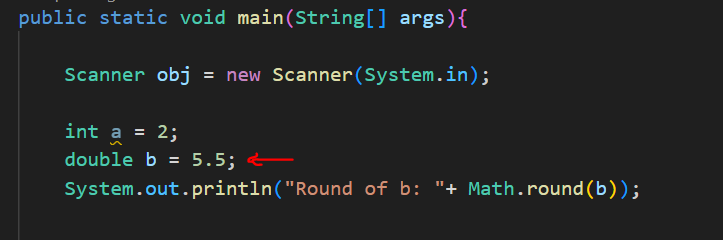 public static void main(String[] args){
Scanner obj = new Scanner(System.in);
int a = 2;
double b = 5.5;
System.out.println("Round of b: "+ Math.round(b));